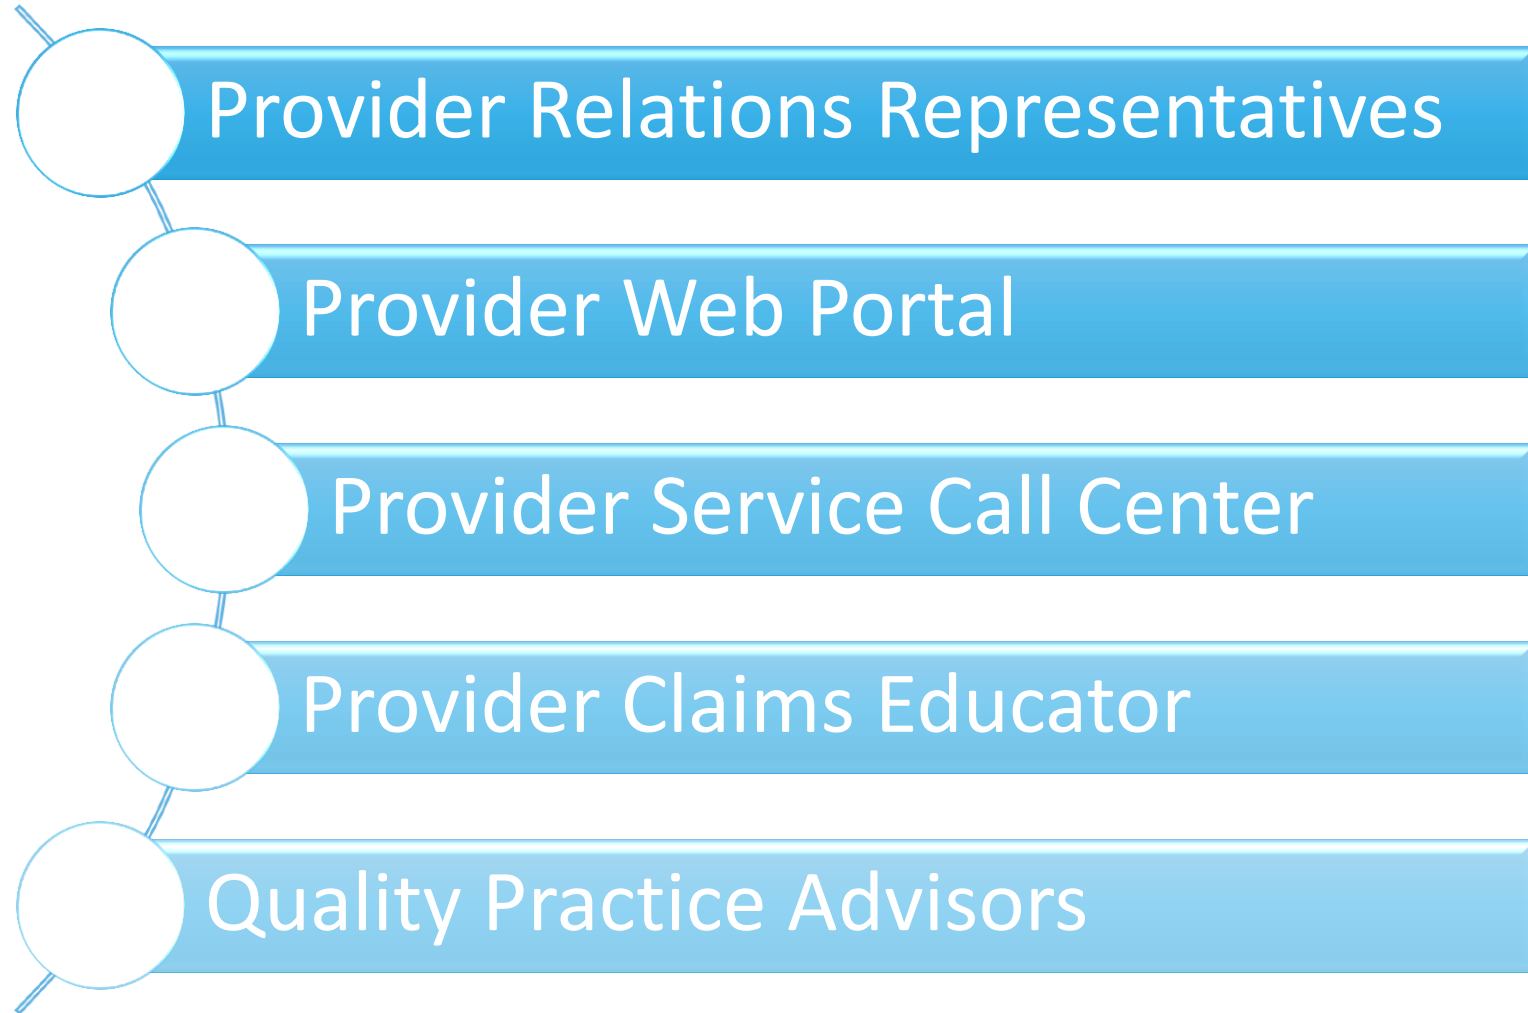 Provider Relations Representatives
Provider Web Portal
Provider Service Call Center
Provider Claims Educator
Quality Practice Advisors